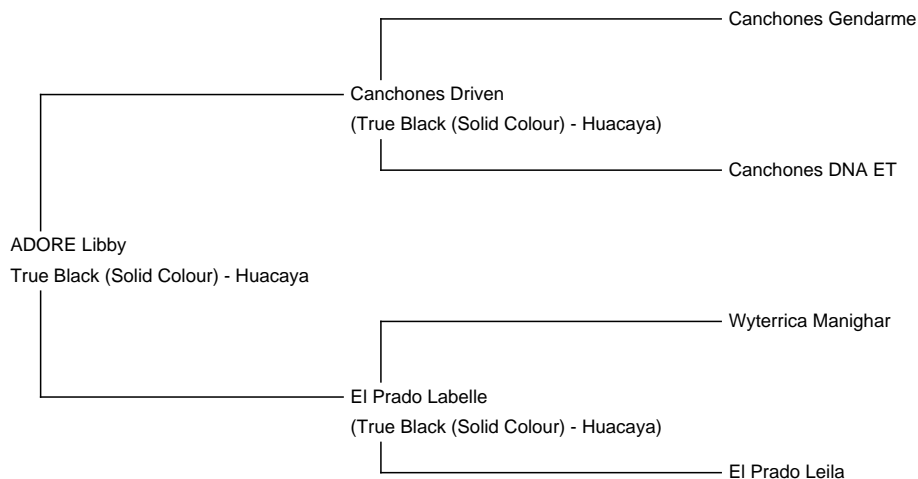 Canchones Gendarme
Canchones Driven
(True Black (Solid Colour) - Huacaya)
Canchones DNA ET
ADORE Libby
True Black (Solid Colour) - Huacaya
Wyterrica Manighar
El Prado Labelle
(True Black (Solid Colour) - Huacaya)
El Prado Leila